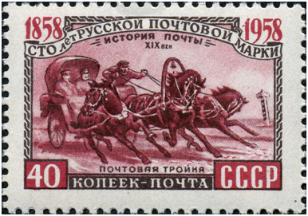 1858 1958
СТО лет РУССКОЙ ПОЧТОВОЙ МАРКИ
ИСТОРИЯ ПОЧТЫ
XIX век
ПОЧТОВАЯ ТРОЙКА
40 КОПЕЕК-ПОЧТА СССР